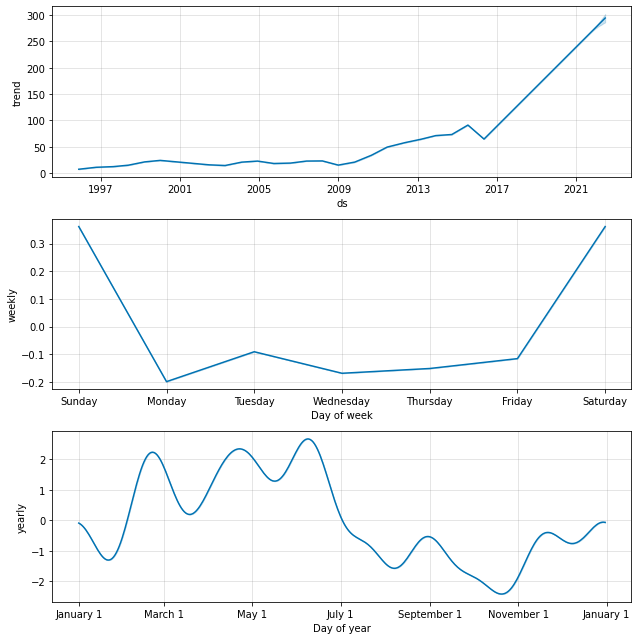 300
250
200
150
100
50
0
trend
1997 2001 2005 2009 2013 2017 2021
ds
0.3
0.2
0.1
0.0
−0.1
−0.2
weekly
Sunday Monday Tuesday Wednesday Thursday Friday Saturday
Day of week
2
1
0
−1
−2
yearly
January 1 March 1 May 1 July 1 September 1 November 1 January 1
Day of year